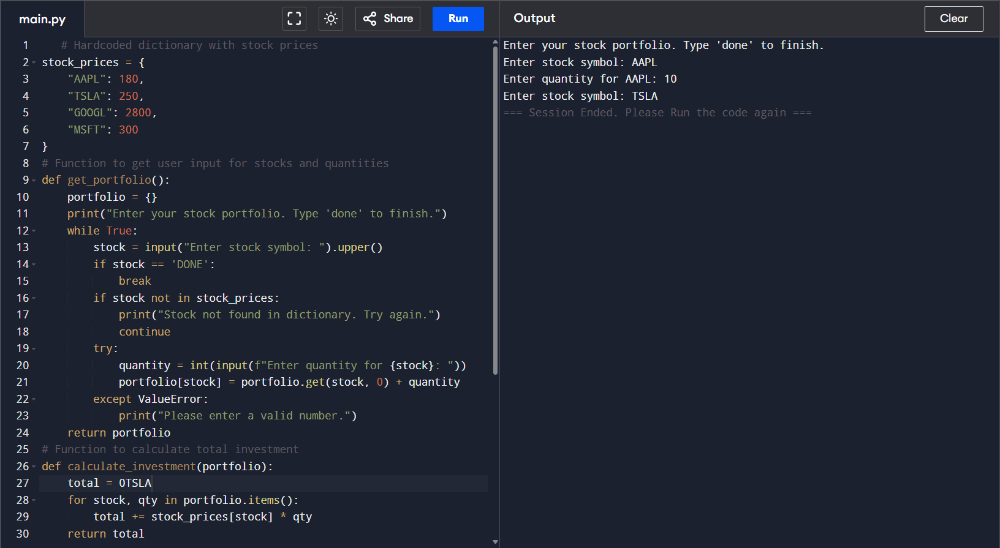 main.py
Share
Run
Output
Clear
1 # Hardcoded dictionary with stock prices
2 stock_prices = {
3 "AAPL": 180,
4 "TSLA": 250,
5 "GOOGL": 2800,
6 "MSFT": 300
7 }
8 # Function to get user input for stocks and quantities
9 def get_portfolio():
10 portfolio = {}
11 print("Enter your stock portfolio. Type 'done' to finish.")
12 while True:
13 stock = input("Enter stock symbol: ").upper()
14 if stock == 'DONE':
15 break
16 if stock not in stock_prices:
17 print("Stock not found in dictionary. Try again.")
18 continue
19 try:
20 quantity = int(input(f"Enter quantity for {stock}: "))
21 portfolio[stock] = portfolio.get(stock, 0) + quantity
22 except ValueError:
23 print("Please enter a valid number.")
24 return portfolio
25 # Function to calculate total investment
26 def calculate_investment(portfolio):
27 total = 0TSLA
28 for stock, qty in portfolio.items():
29 total += stock_prices[stock] * qty
30 return total
Enter your stock portfolio. Type 'done' to finish.
Enter stock symbol: AAPL
Enter quantity for AAPL: 10
Enter stock symbol: TSLA
=== Session Ended. Please Run the code again ===